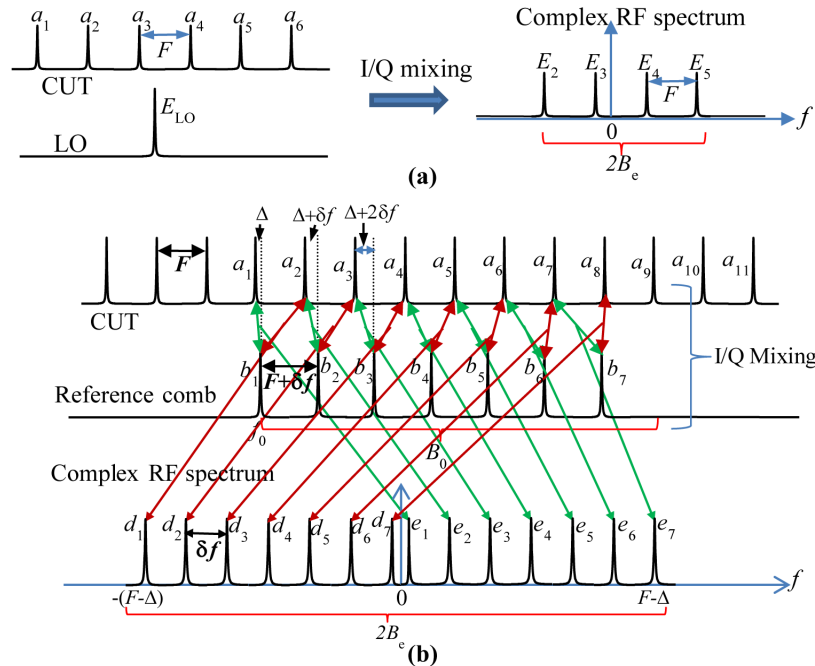 a1 a2 a3 a4 a5 a6
F
CUT
ELO
LO
I/Q mixing
Complex RF spectrum
E2 E3 E4 E5
F
0
f
2Be
(a)
Δ Δ+δf Δ+2δf
F
a1 a2 a3 a4 a5 a6 a7 a8 a9 a10 a11
CUT
I/Q Mixing
b1 b2 b3 b4 b5 b6 b7
F+δf
Reference comb
f0
B0
Complex RF spectrum
d1 d2 d3 d4 d5 d6 d7 e1 e2 e3 e4 e5 e6 e7
δf
f
-(F-Δ) 0 F-Δ
2Be
(b)